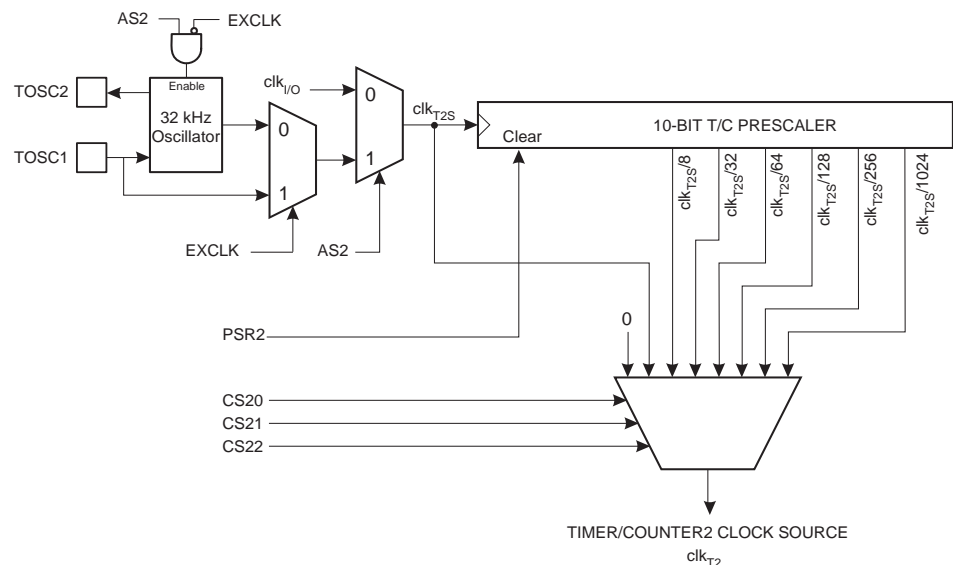 AS2
EXCLK
TOSC2
TOSC1
Enable
32 kHz
Oscillator
0
1
EXCLK
clkI/O
0
1
AS2
clkT2S
10-BIT T/C PRESCALER
Clear
clkT2S/8
clkT2S/32
clkT2S/64
clkT2S/128
clkT2S/256
clkT2S/1024
PSR2
0
CS20
CS21
CS22
TIMER/COUNTER2 CLOCK SOURCE
clkT2